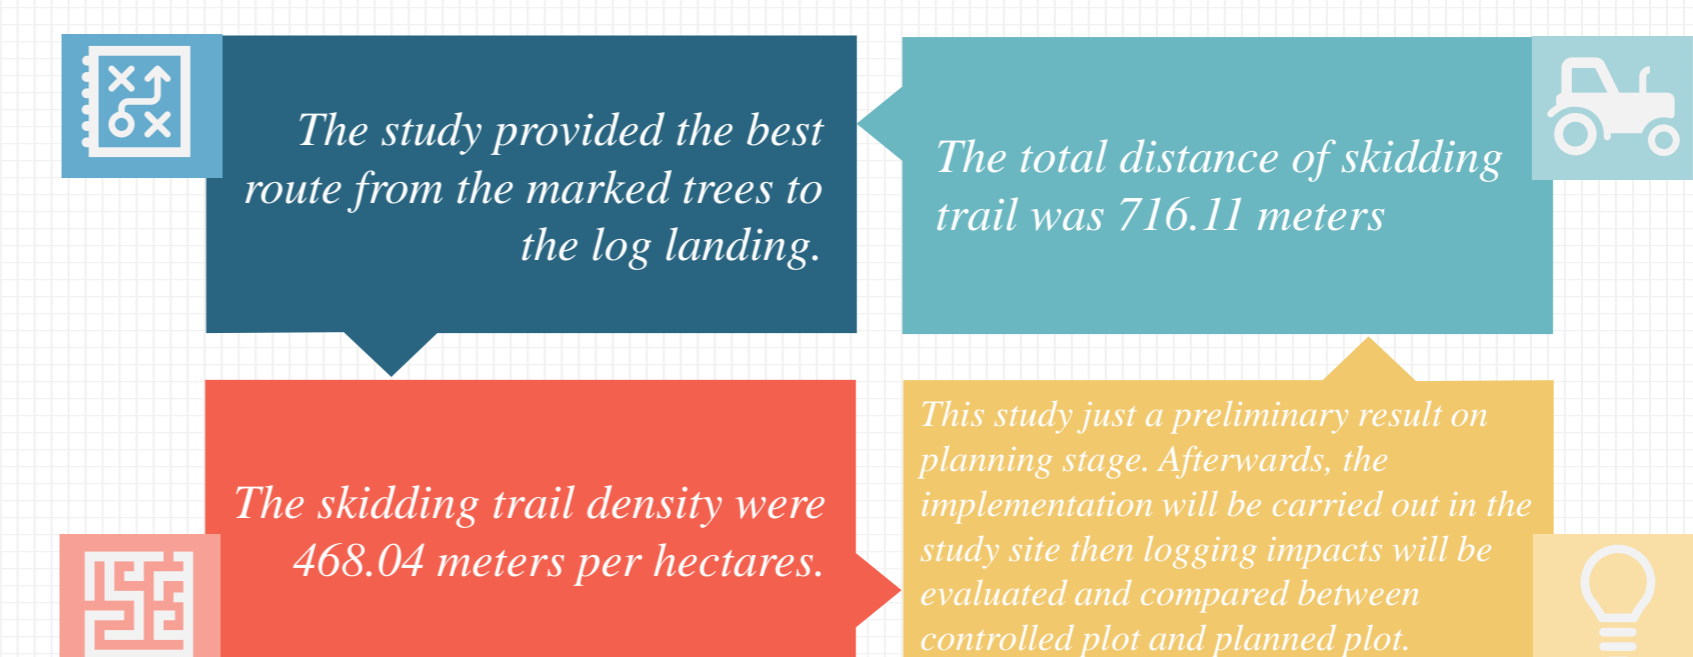 The study provided the best
route from the marked trees to
the log landing.
The total distance of skidding
trail was 716.11 meters
The skidding trail density were
468.04 meters per hectares.
This study just a preliminary result on
planning stage. Afterwards, the
implementation will be carried out in the
study site then logging impacts will be
evaluated and compared between
controlled plot and planned plot.